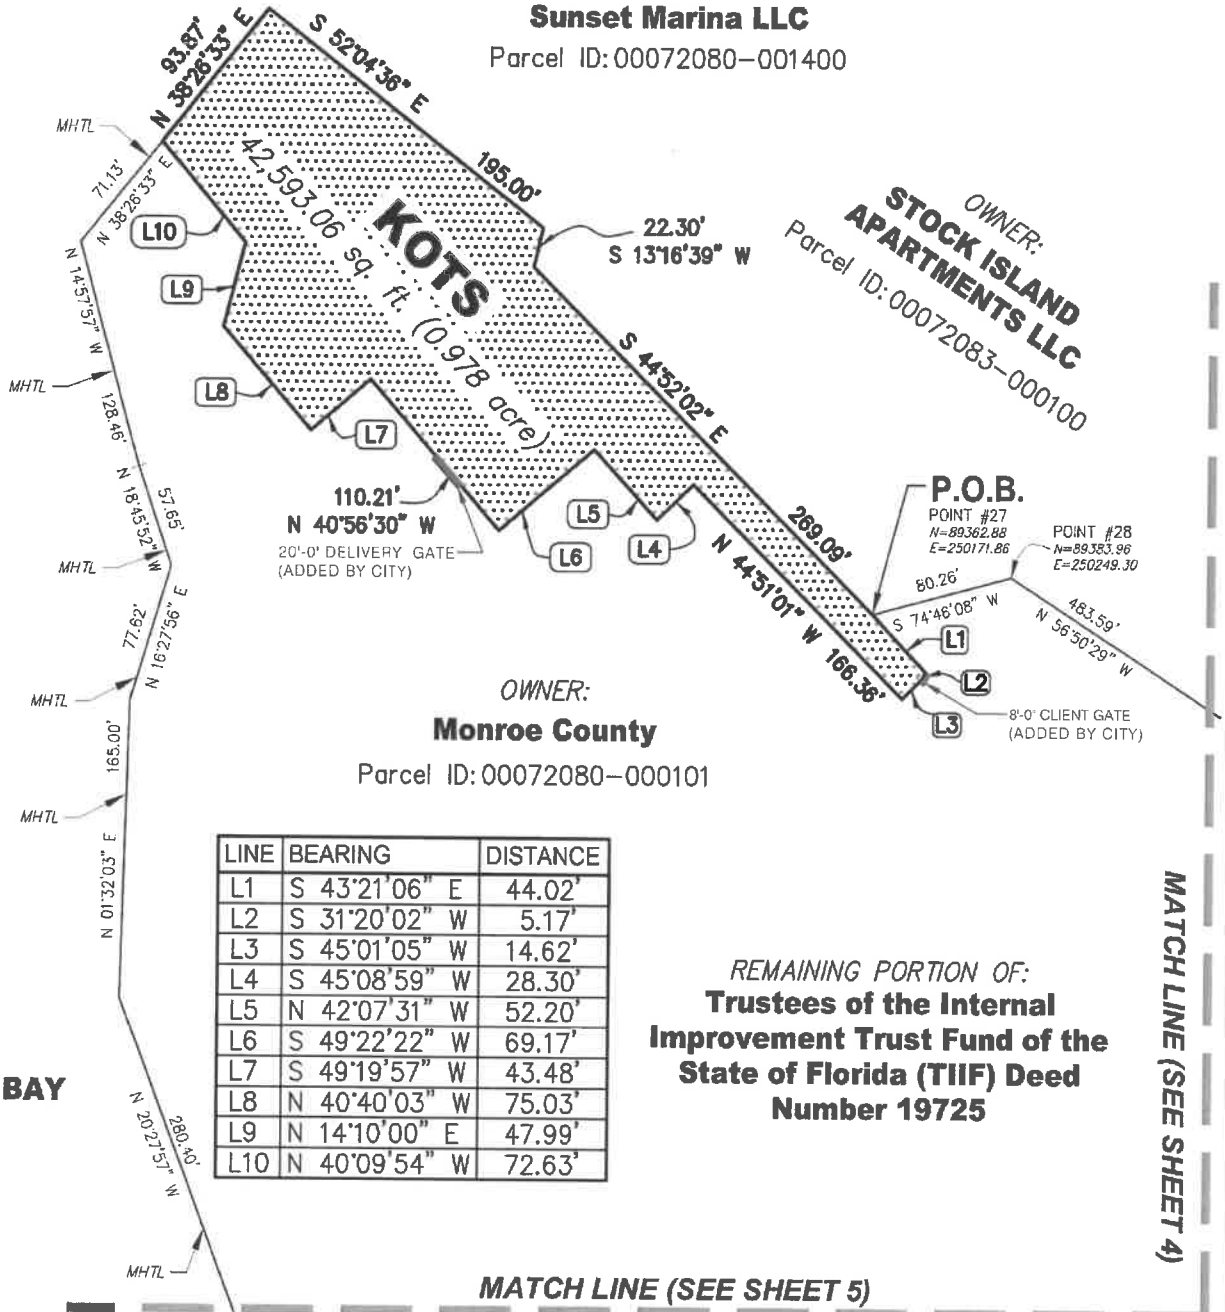 Sunset Marina LLC
Parcel ID:00072080-001400
93.87'
N 38°26'33" E
S 52°04'36" E
195.00'
MHTL
71.13'
N 38°26'33" E
L10
42,593.06 sq. ft. (0.978 acre)
KOTS
22.30'
S 13°16'39" W
OWNER:
STOCK ISLAND
APARTMENTS LLC
Parcel ID:00072083-000100
L9
N 14°57'57" W
128.46'
MHTL
L8
L7
S 44°52'02" E
269.09'
110.21'
N 40°56'30" W
20'-0' DELIVERY GATE
(ADDED BY CITY)
L5
L6
L4
P.O.B.
POINT #27
N=89362.88
E=250171.86
POINT #28
N=89383.96
E=250249.30
N 18°45'52" W
57.65'
MHTL
80.26'
S 74°46'08" W
483.59'
N 56°50'29" W
N 44°51'01" W 166.36'
L1
L2
L3
8'-0' CLIENT GATE
(ADDED BY CITY)
77.62'
N 16°27'56" E
MHTL
OWNER:
Monroe County
Parcel ID:00072080-000101
165.00'
MHTL
N 01°32'03" E
LINE BEARING DISTANCE
L1 S 43°21'06" E 44.02'
L2 S 31°20'02" W 5.17'
L3 S 45°01'05" W 14.62'
L4 S 45°08'59" W 28.30'
L5 N 42°07'31" W 52.20'
L6 S 49°22'22" W 69.17'
L7 S 49°19'57" W 43.48'
L8 N 40°40'03" W 75.03'
L9 N 14°10'00" E 47.99'
L10 N 40°09'54" W 72.63'
REMAINING PORTION OF:
Trustees of the Internal
Improvement Trust Fund of the
State of Florida (TIIF) Deed
Number 19725
MATCH LINE (SEE SHEET 4)
BAY
280.40'
N 20°27'57" W
MHTL
MATCH LINE (SEE SHEET 5)